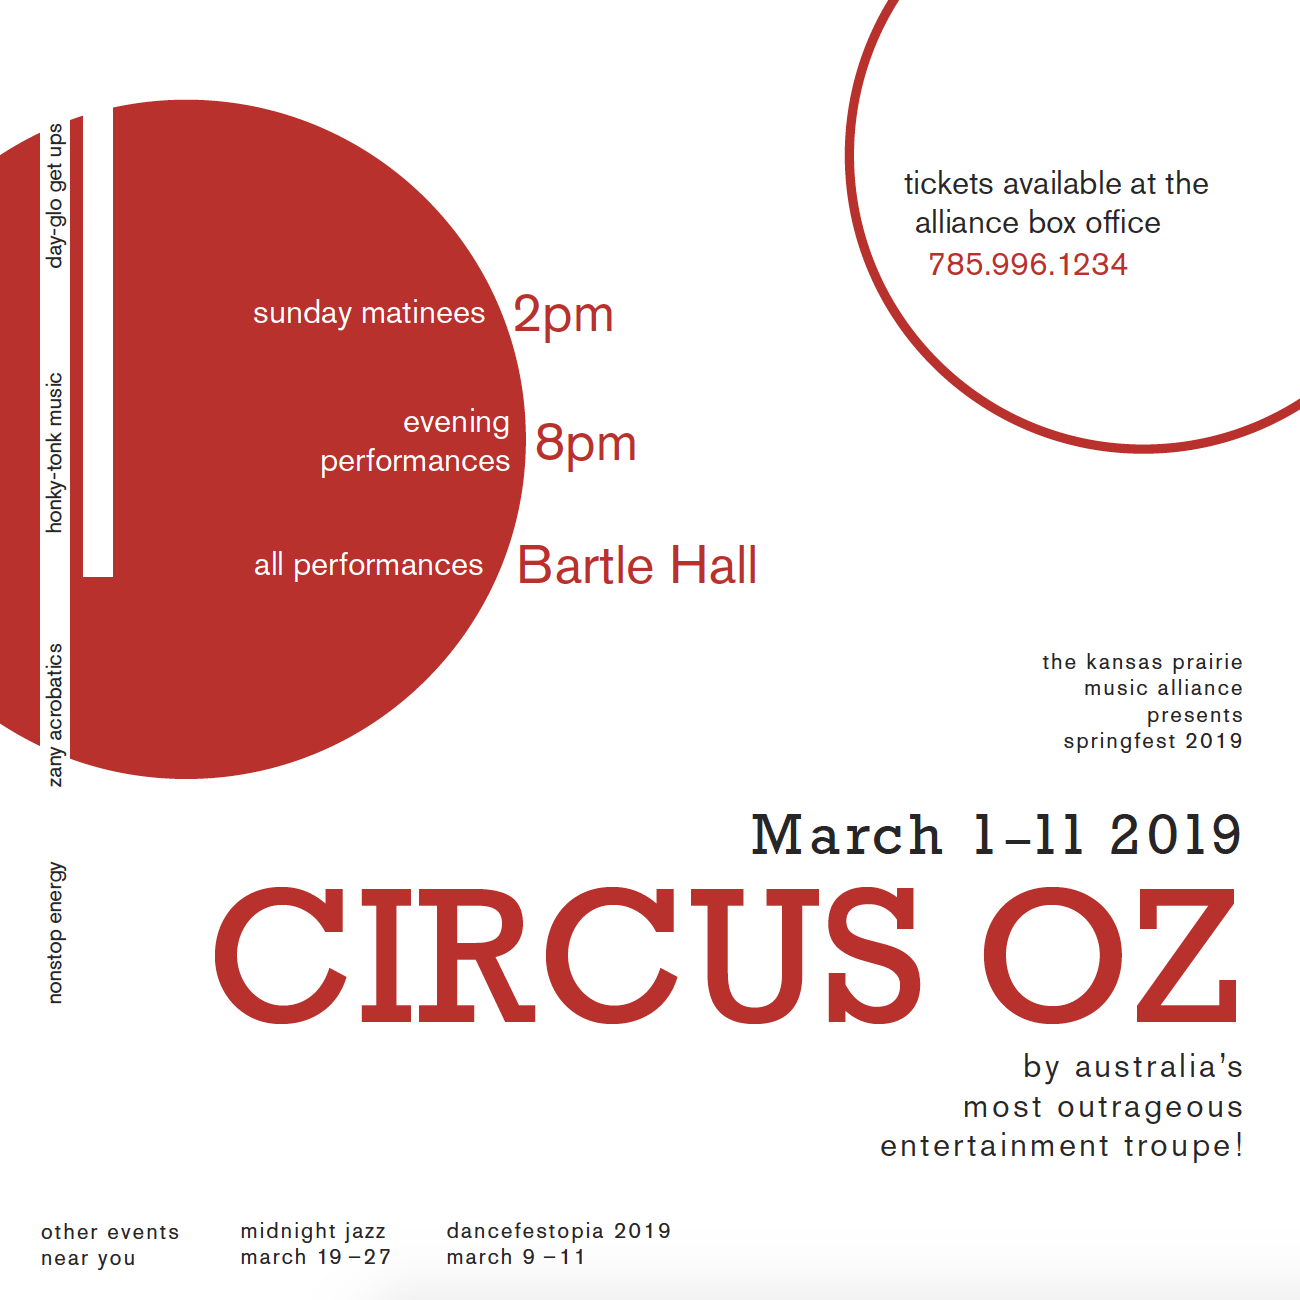 day-glo get ups
honky-tonk music
zany acrobatics
nonstop energy
tickets available at the
alliance box office
785.996.1234
sunday matinees 2pm
evening
performances 8pm
all performances Bartle Hall
the kansas prairie
music alliance
presents
springfest 2019
March 1–11 2019
CIRCUS OZ
by australia’s
most outrageous
entertainment troupe!
other events
near you
midnight jazz
march 19–27
dancefestopia 2019
march 9–11